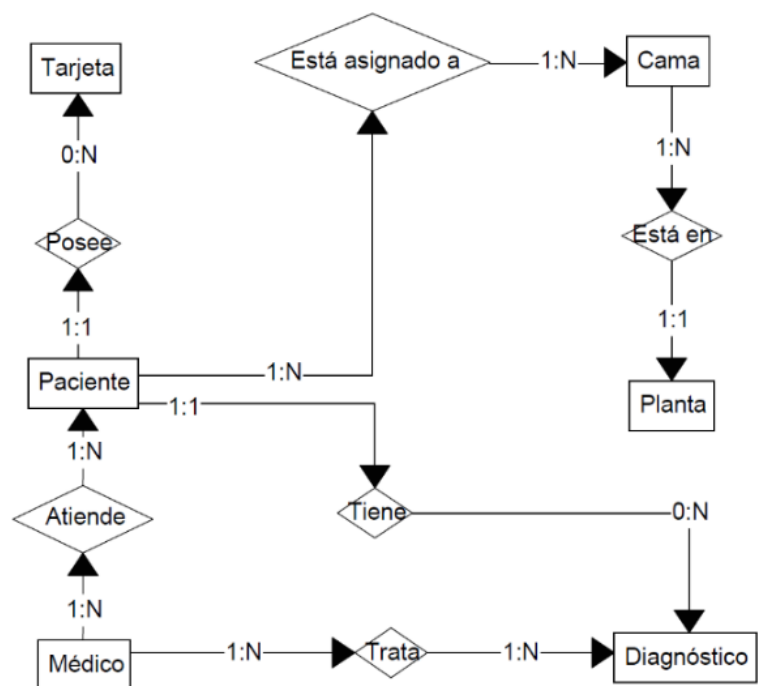 Tarjeta
Está asignado a
1:N
Cama
0:N
1:N
Posee
Está en
1:1
1:1
Paciente
1:N
Planta
1:1
1:N
Atiende
Tiene
0:N
1:N
Médico
1:N
Trata
1:N
Diagnóstico